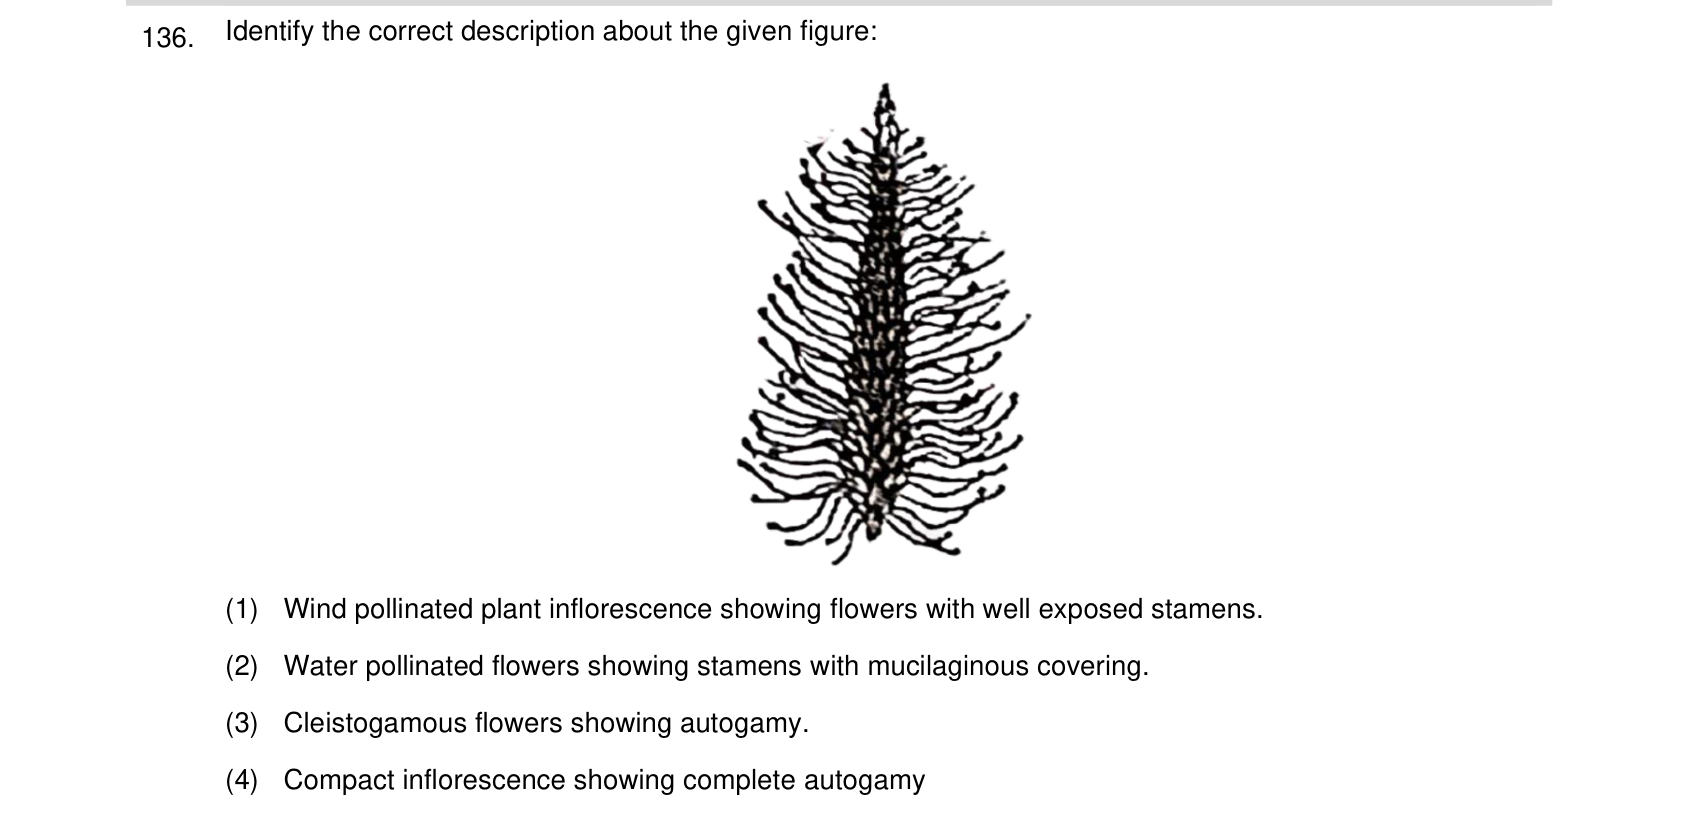 136. Identify the correct description about the given figure:
(1) Wind pollinated plant inflorescence showing flowers with well exposed stamens.
(2) Water pollinated flowers showing stamens with mucilaginous covering.
(3) Cleistogamous flowers showing autogamy.
(4) Compact inflorescence showing complete autogamy